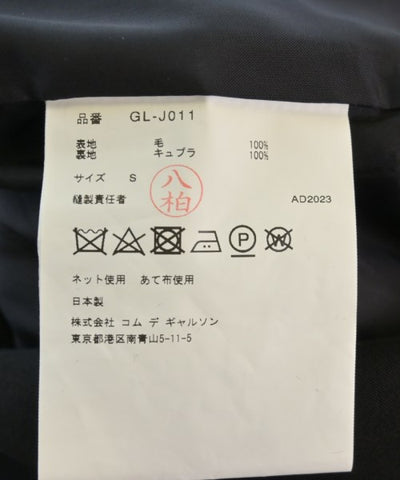 品番 GL-J011
表地 毛 100%
裏地 キュプラ 100%
サイズ S
八柏
縫製責任者 AD2023
P W
ネット使用 あて布使用
日本製
株式会社 コム デ ギャルソン
東京都港区南青山5-11-5